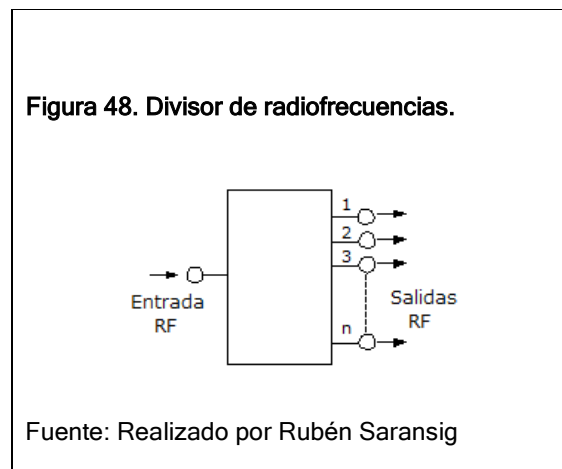 Figura 48. Divisor de radiofrecuencias.
1
2
3
n
Entrada
RF
Salidas
RF
Fuente: Realizado por Rubén Saransig